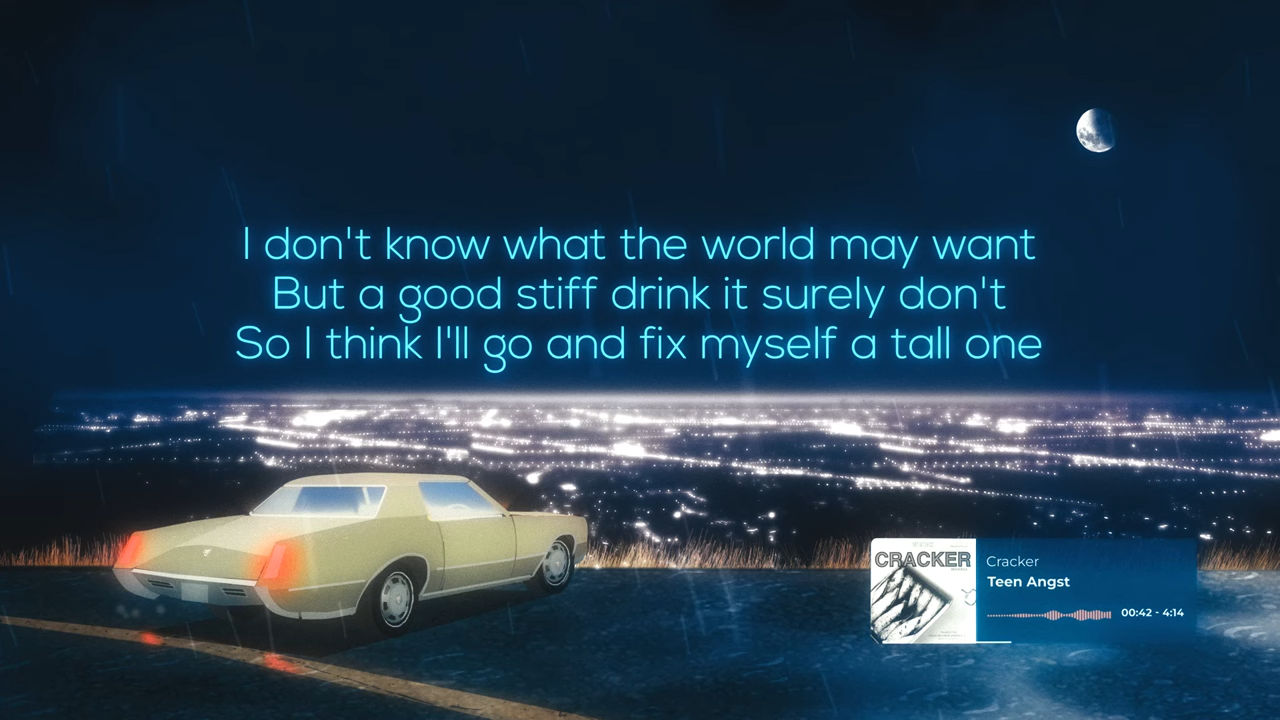 I don't know what the world may want
But a good stiff drink it surely don't
So I think I'll go and fix myself a tall one
CRACKER
Cracker
Teen Angst
00:42 - 4:14